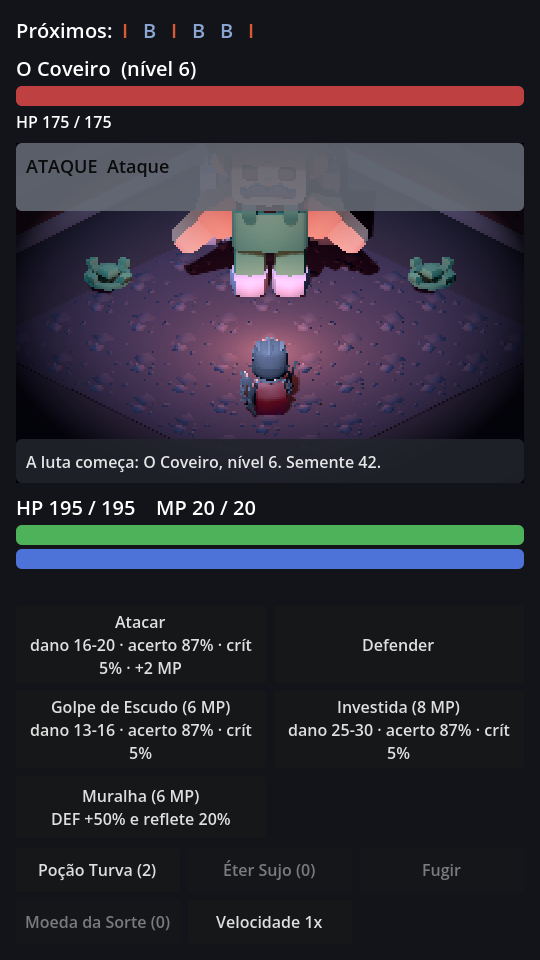 Próximos: I B I B B I
O Coveiro (nível 6)
HP 175 / 175
ATAQUE Ataque
A luta começa: O Coveiro, nível 6. Semente 42.
HP 195 / 195 MP 20 / 20
Atacar
dano 16-20 · acerto 87% · crít
5% · +2 MP
Defender
Golpe de Escudo (6 MP)
dano 13-16 · acerto 87% · crít
5%
Investida (8 MP)
dano 25-30 · acerto 87% · crít
5%
Muralha (6 MP)
DEF +50% e reflete 20%
Poção Turva (2)
Éter Sujo (0)
Fugir
Moeda da Sorte (0)
Velocidade 1x